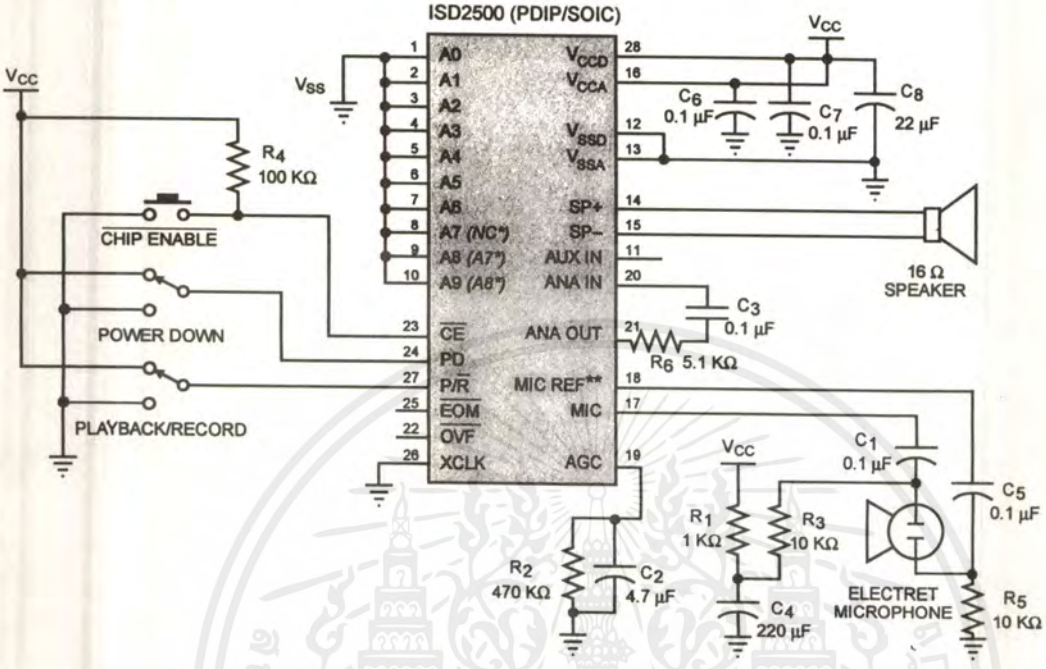 ISD2500 (PDIP/SOIC)
VCC
VSS
R4
100 KΩ
CHIP ENABLE
POWER DOWN
PLAYBACK/RECORD
1 A0
2 A1
3 A2
4 A3
5 A4
6 A5
7 A6
8 A7 (NC*)
9 A8 (A7*)
10 A9 (A8*)
23 CE
24 PD
27 P/R
25 EOM
22 OVF
26 XCLK
VCCD 28
VCCA 16
VSSD 12
VSSA 13
SP+ 14
SP– 15
AUX IN 11
ANA IN 20
ANA OUT 21
MIC REF** 18
MIC 17
AGC 19
VCC
C6
0.1 µF
C7
0.1 µF
C8
22 µF
16 Ω
SPEAKER
C3
0.1 µF
R6 5.1 KΩ
C1
0.1 µF
C5
0.1 µF
VCC
R1
1 KΩ
R3
10 KΩ
R2
470 KΩ
C2
4.7 µF
C4
220 µF
ELECTRET
MICROPHONE
R5
10 KΩ